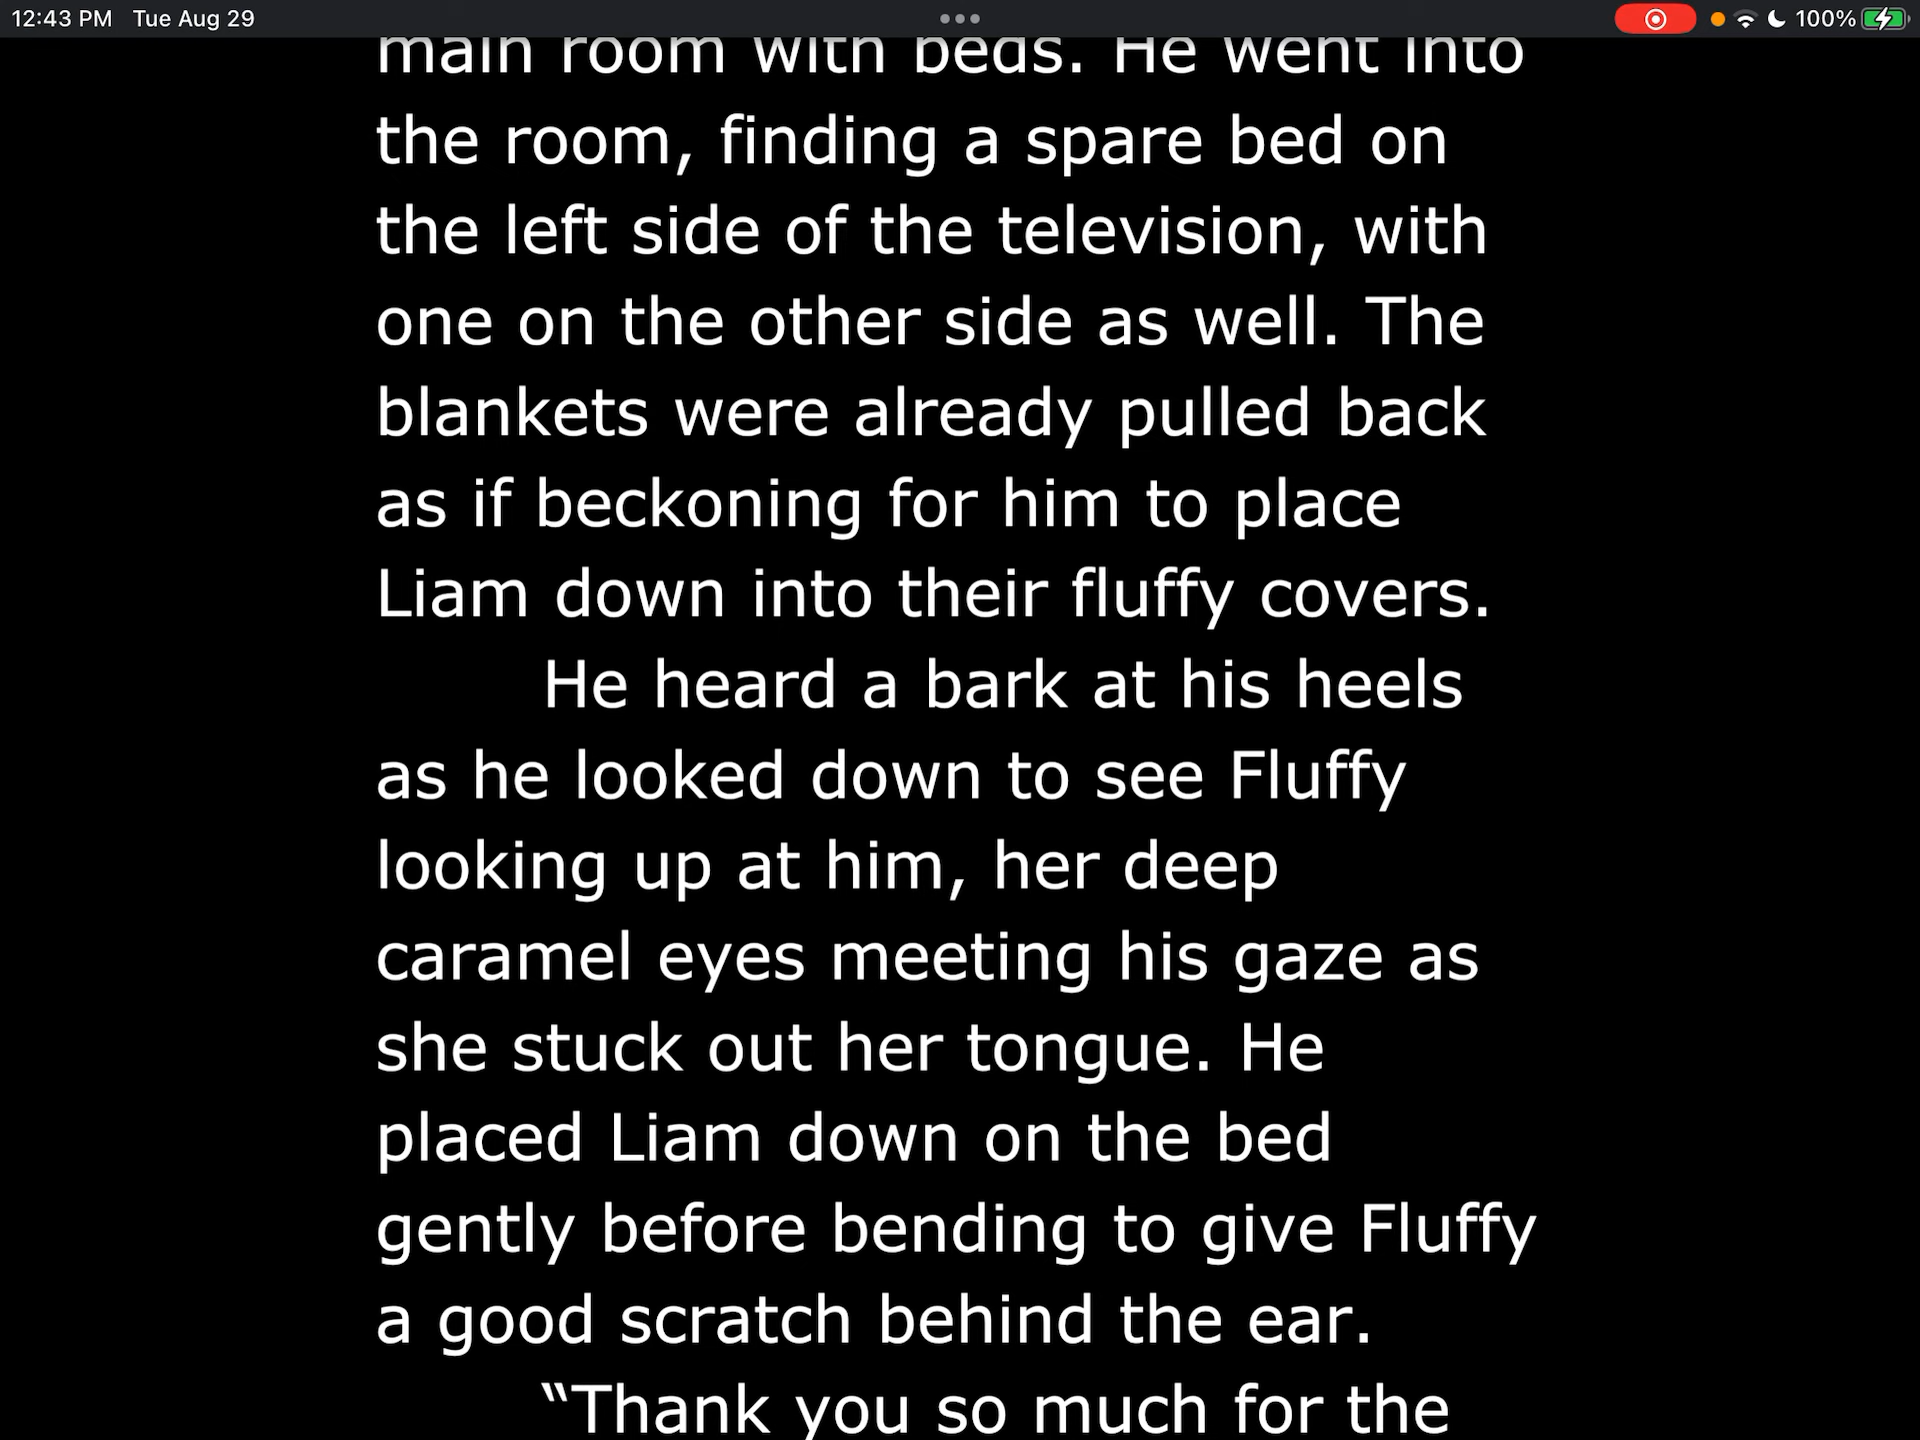 12:43 PM Tue Aug 29
100%
main room with beds. He went into
the room, finding a spare bed on
the left side of the television, with
one on the other side as well. The
blankets were already pulled back
as if beckoning for him to place
Liam down into their fluffy covers.
He heard a bark at his heels
as he looked down to see Fluffy
looking up at him, her deep
caramel eyes meeting his gaze as
she stuck out her tongue. He
placed Liam down on the bed
gently before bending to give Fluffy
a good scratch behind the ear.
“Thank you so much for the